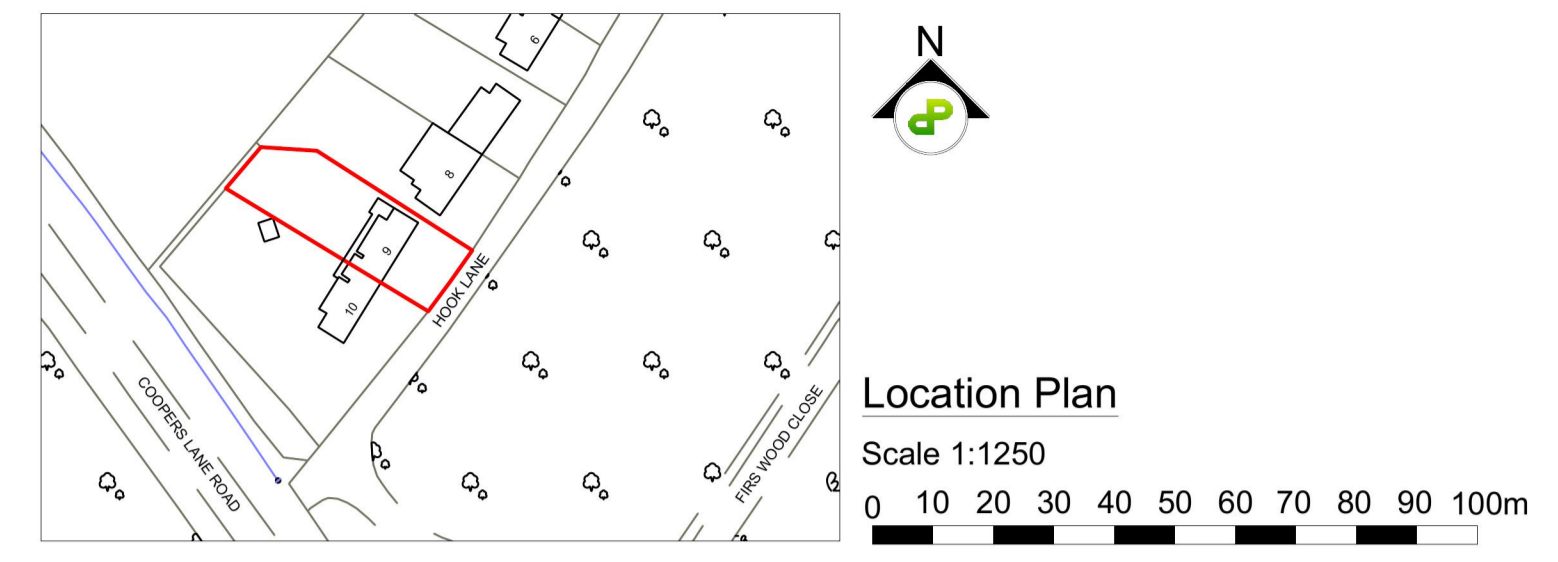 6
8
9
10
HOOK LANE
COOPERS LANE ROAD
FIRS WOOD CLOSE
N
dP
Location Plan
Scale 1:1250
0 10 20 30 40 50 60 70 80 90 100m